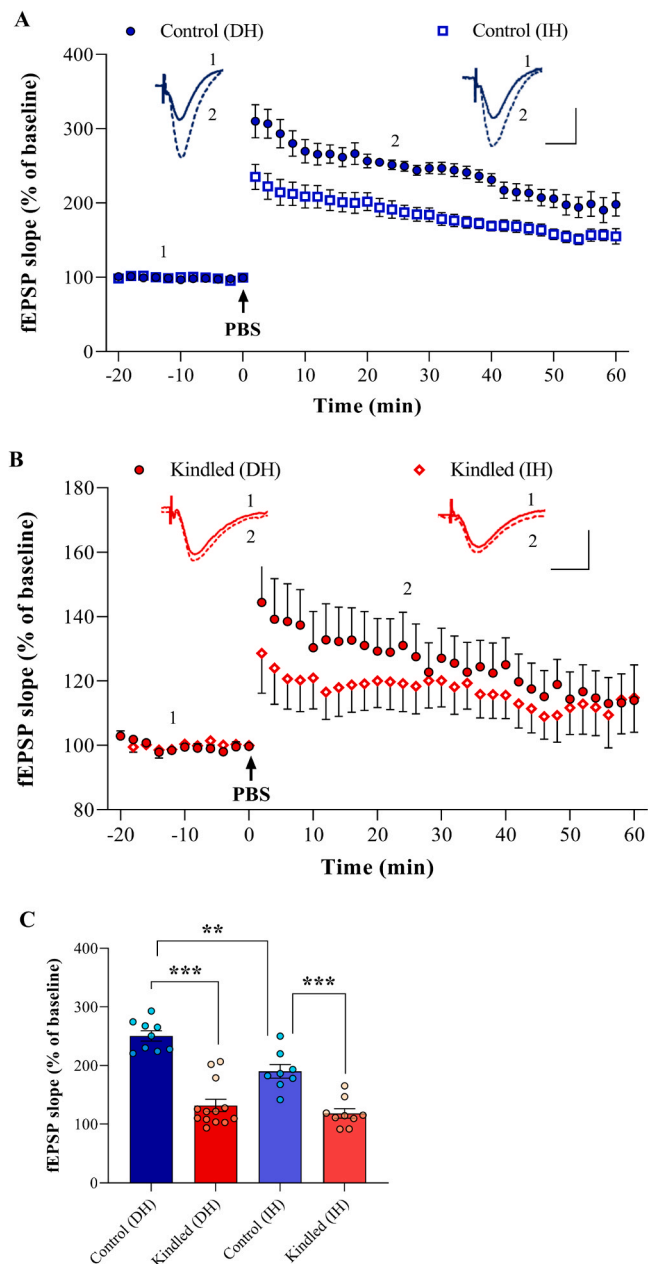 A
Control (DH)
Control (IH)
400
300
200
100
0
fEPSP slope (% of baseline)
1
2
1
2
2
1
PBS
-20 -10 0 10 20 30 40 50 60
Time (min)
B
Kindled (DH)
Kindled (IH)
180
160
140
120
100
80
fEPSP slope (% of baseline)
1
2
1
2
2
1
PBS
-20 -10 0 10 20 30 40 50 60
Time (min)
C
400
300
200
100
0
fEPSP slope (% of baseline)
**
***
***
Control (DH)
Kindled (DH)
Control (IH)
Kindled (IH)